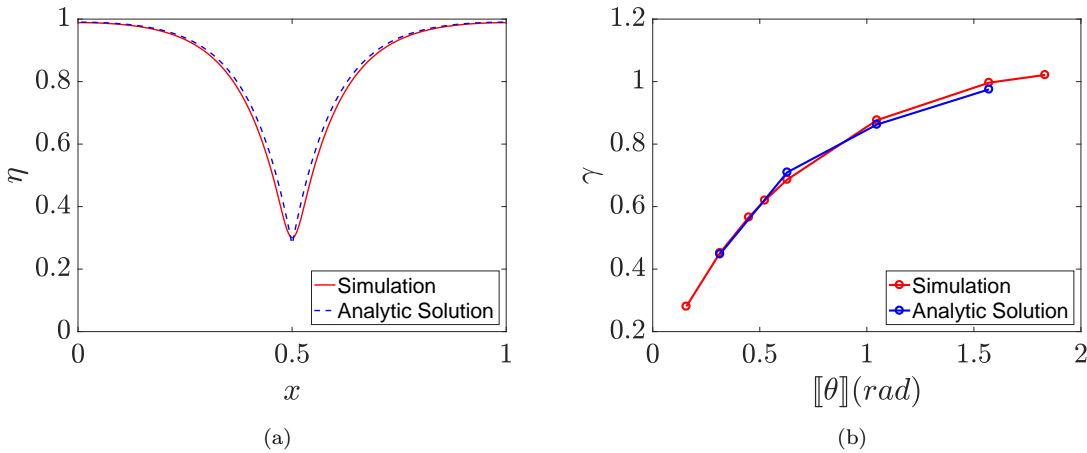 1
0.8
0.6
0.4
0.2
0
η
0
0.5
1
x
Simulation
Analytic Solution
(a)
1.2
1
0.8
0.6
0.4
0.2
γ
0
0.5
1
1.5
2
⟦θ⟧(rad)
Simulation
Analytic Solution
(b)